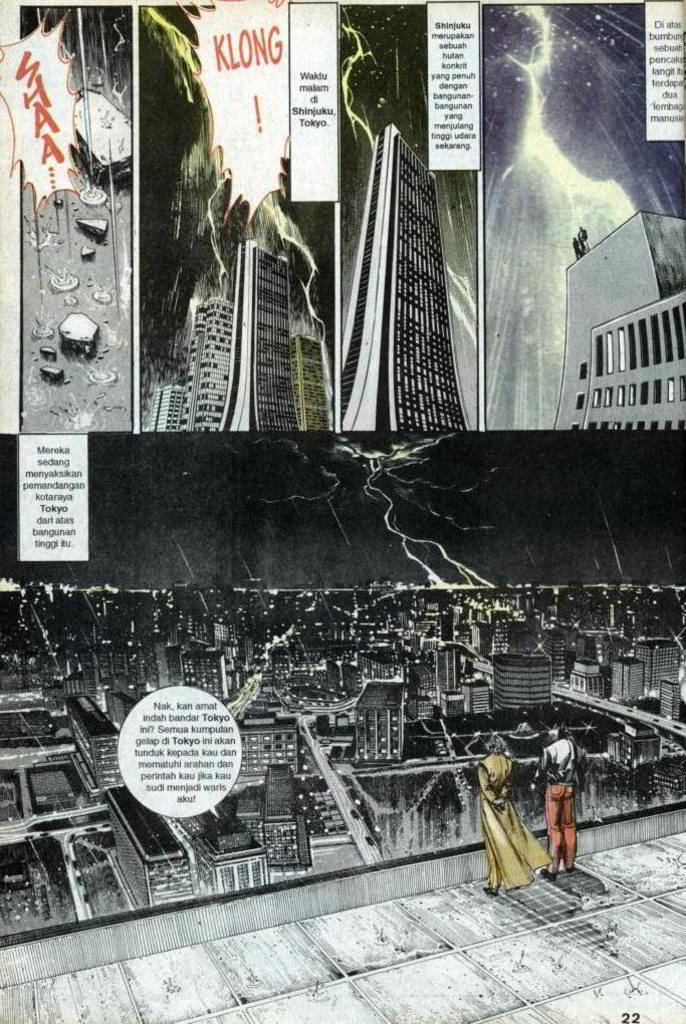 SHAA....
KLONG
!
Waktu
malam
di
Shinjuku,
Tokyo.
Shinjuku
merupakan
sebuah
hutan
konkrit
yang penuh
dengan
bangunan-
bangunan
yang
menjulang
tinggi udara
sekarang.
Di atas
bumbung
sebuah
pencakar
langit itu
terdapat
dua
"lembaga
manusia
Mereka
sedang
menyaksikan
pemandangan
kotaraya
Tokyo
dari atas
bangunan
tinggi itu.
Nak, kan amat
indah bandar Tokyo
ini? Semua kumpulan
gelap di Tokyo ini akan
tunduk kepada kau dan
mematuhi arahan dan
perintah kau jika kau
sudi menjadi waris
aku!
22